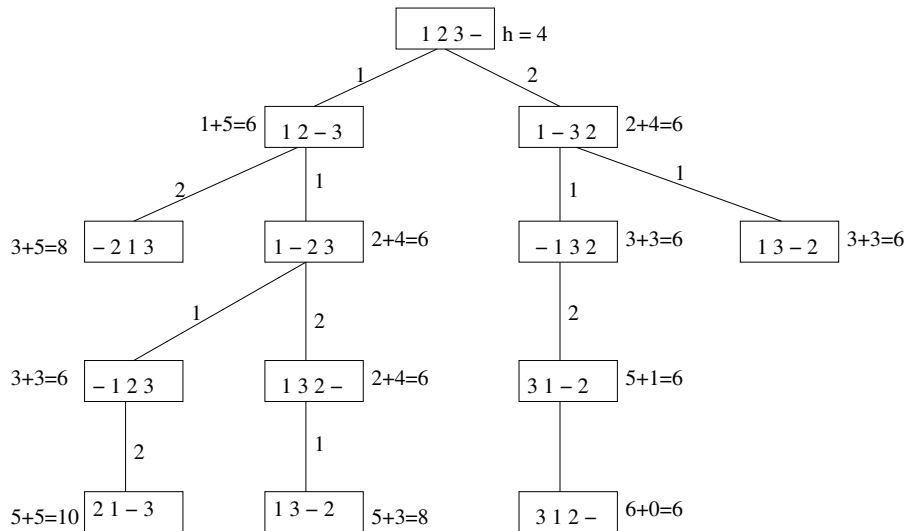 1 2 3 – h = 4
1 2
1+5=6 1 2 – 3 1 – 3 2 2+4=6
2 1 1 1
3+5=8 – 2 1 3 1 – 2 3 2+4=6 – 1 3 2 3+3=6 1 3 – 2 3+3=6
1 2 2
3+3=6 – 1 2 3 1 3 2 – 2+4=6 3 1 – 2 5+1=6
2 1
5+5=10 2 1 – 3 1 3 – 2 5+3=8 3 1 2 – 6+0=6